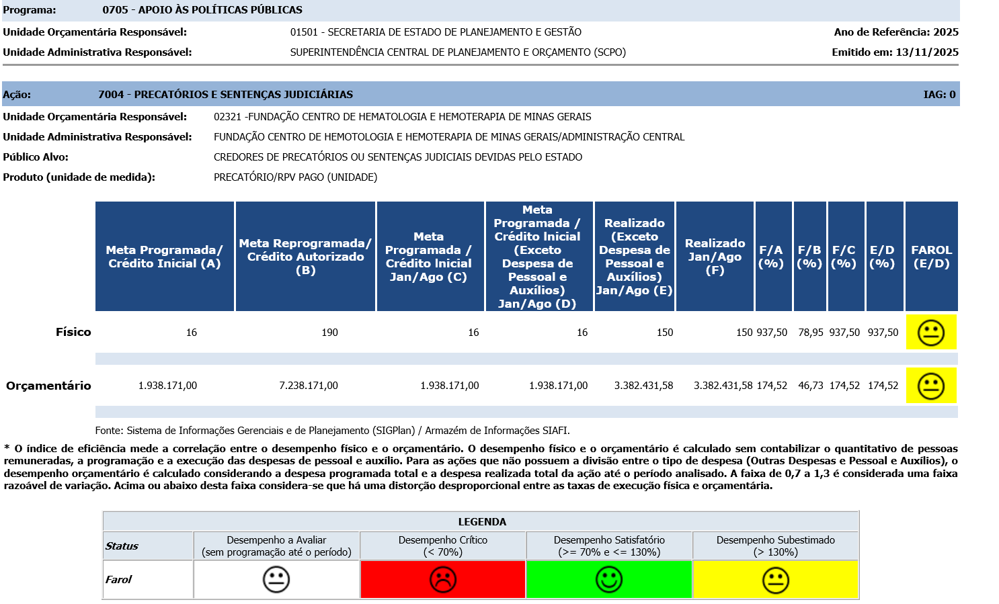 Programa: 0705 - APOIO ÀS POLÍTICAS PÚBLICAS
Unidade Orçamentária Responsável: 01501 - SECRETARIA DE ESTADO DE PLANEJAMENTO E GESTÃO Ano de Referência: 2025
Unidade Administrativa Responsável: SUPERINTENDÊNCIA CENTRAL DE PLANEJAMENTO E ORÇAMENTO (SCPO) Emitido em: 13/11/2025
Ação: 7004 - PRECATÓRIOS E SENTENÇAS JUDICIÁRIAS IAG: 0
Unidade Orçamentária Responsável: 02321 -FUNDAÇÃO CENTRO DE HEMATOLOGIA E HEMOTERAPIA DE MINAS GERAIS
Unidade Administrativa Responsável: FUNDAÇÃO CENTRO DE HEMOTOLOGIA E HEMOTERAPIA DE MINAS GERAIS/ADMINISTRAÇÃO CENTRAL
Público Alvo: CREDORES DE PRECATÓRIOS OU SENTENÇAS JUDICIAIS DEVIDAS PELO ESTADO
Produto (unidade de medida): PRECATÓRIO/RPV PAGO (UNIDADE)
Meta Programada/
Crédito Inicial (A)
Meta Reprogramada/
Crédito Autorizado
(B)
Meta
Programada /
Crédito lnicial
Jan/Ago (C)
Meta
Programada /
Crédito lnicial
(Exceto
Despesa de
Pessoal e
Auxílios)
Jan/Ago (D)
Realizado
(Exceto
Despesa de
Pessoal e
Auxílios)
Jan/Ago (E)
Realizado
Jan/Ago
(F)
F/A
(%)
F/B
(%)
F/C
(%)
E/D
(%)
FAROL
(E/D)
Físico 16 190 16 16 150 150 937,50 78,95 937,50 937,50
Orçamentário 1.938.171,00 7.238.171,00 1.938.171,00 1.938.171,00 3.382.431,58 3.382.431,58 174,52 46,73 174,52 174,52
Fonte: Sistema de Informações Gerenciais e de Planejamento (SIGPlan) / Armazém de Informações SIAFI.
* O índice de eficiência mede a correlação entre o desempenho físico e o orçamentário. O desempenho físico e o orçamentário é calculado sem contabilizar o quantitativo de pessoas
remuneradas, a programação e a execução das despesas de pessoal e auxílio. Para as ações que não possuem a divisão entre o tipo de despesa (Outras Despesas e Pessoal e Auxílios), o
desempenho orçamentário é calculado considerando a despesa programada total e a despesa realizada total da ação até o período analisado. A faixa de 0,7 a 1,3 é considerada uma faixa
razoável de variação. Acima ou abaixo desta faixa considera-se que há uma distorção desproporcional entre as taxas de execução física e orçamentária.
LEGENDA
Status
Desempenho a Avaliar
(sem programação até o período)
Desempenho Crítico
(< 70%)
Desempenho Satisfatório
(>= 70% e <= 130%)
Desempenho Subestimado
(> 130%)
Farol